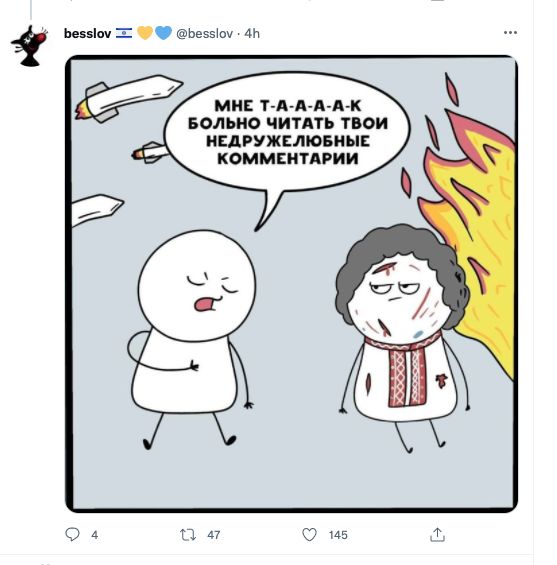 besslov 🇮🇱 💛💙 @besslov · 4h
МНЕ Т-А-А-А-А-К
БОЛЬНО ЧИТАТЬ ТВОИ
НЕДРУЖЕЛЮБНЫЕ
КОММЕНТАРИИ
4 47 145